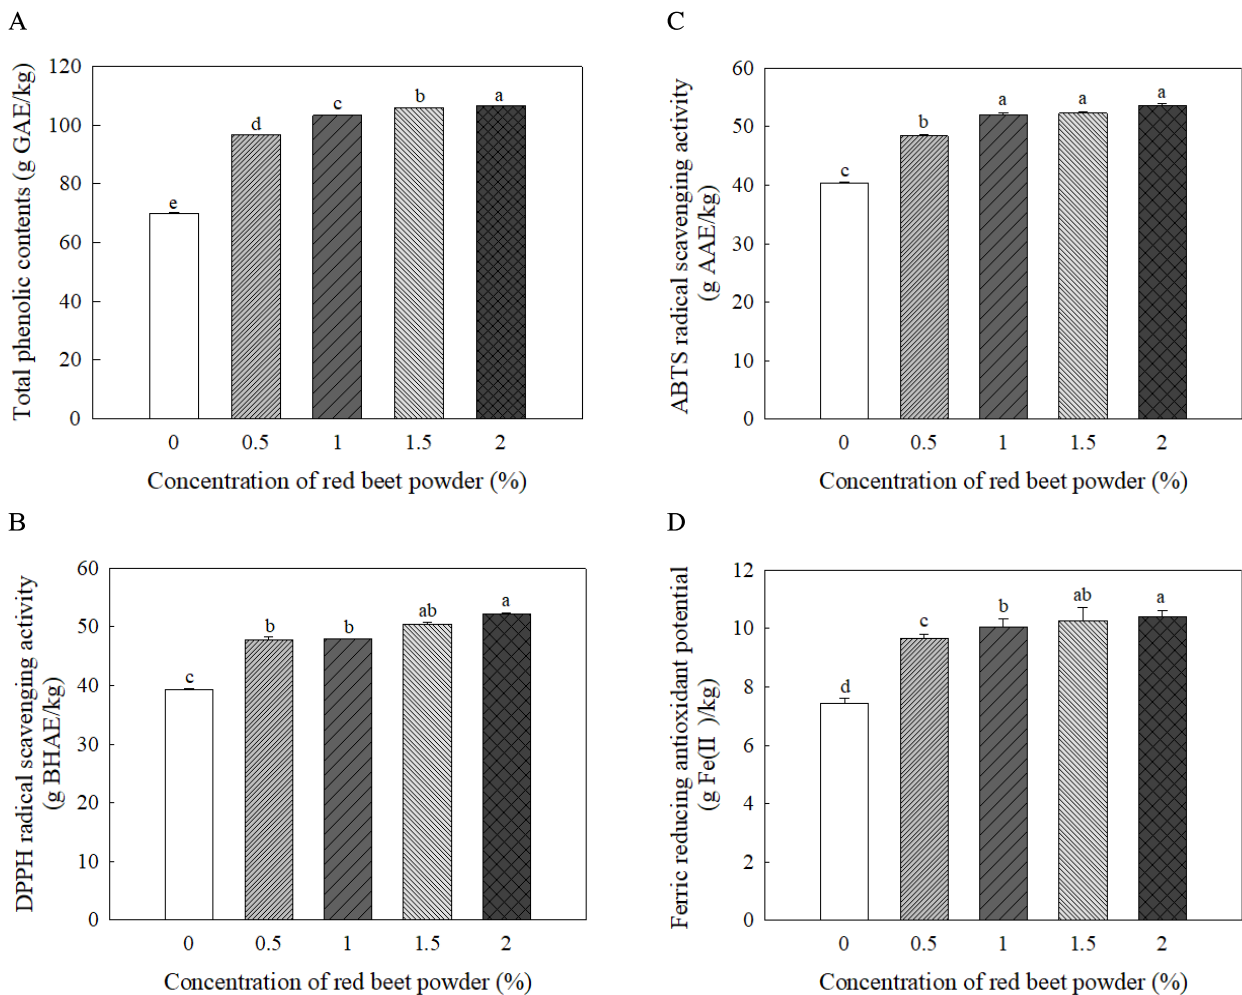 A
Total phenolic contents (g GAE/kg)
120
100
80
60
40
20
0
e
d
c
b
a
0 0.5 1 1.5 2
Concentration of red beet powder (%)
B
DPPH radical scavenging activity
(g BHAE/kg)
60
50
40
30
20
10
0
c
b
b
ab
a
0 0.5 1 1.5 2
Concentration of red beet powder (%)
C
ABTS radical scavenging activity
(g AAE/kg)
60
50
40
30
20
10
0
c
b
a
a
a
0 0.5 1 1.5 2
Concentration of red beet powder (%)
D
Ferric reducing antioxidant potential
(g Fe(II )/kg)
12
10
8
6
4
2
0
d
c
b
ab
a
0 0.5 1 1.5 2
Concentration of red beet powder (%)